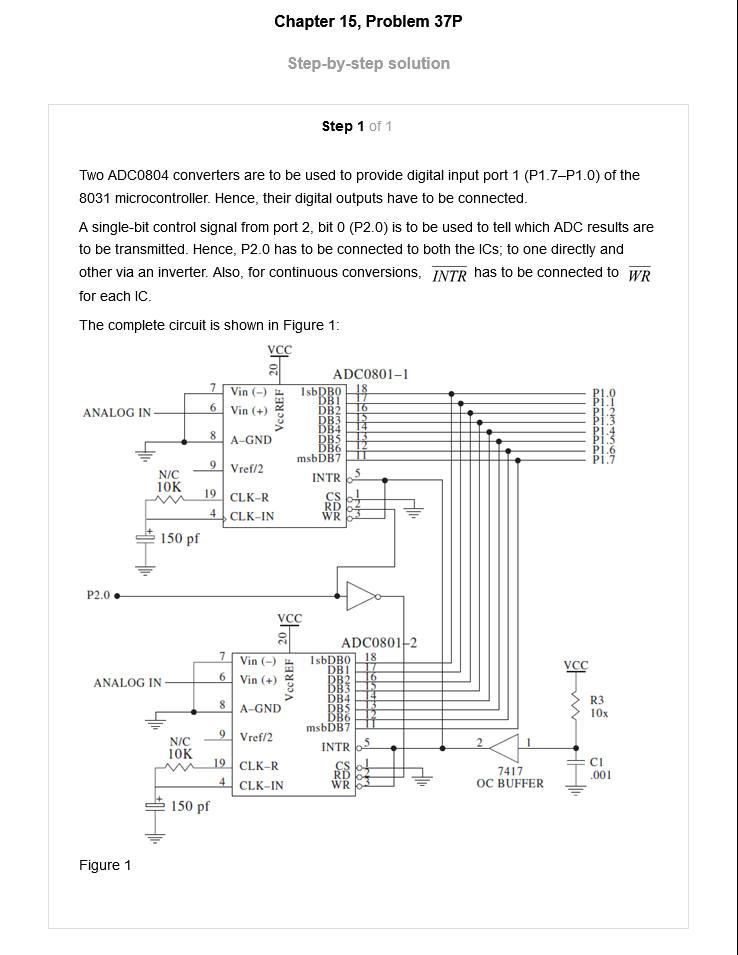 Chapter 15, Problem 37P
Step-by-step solution
Step 1 of 1
Two ADC0804 converters are to be used to provide digital input port 1 (P1.7–P1.0) of the
8031 microcontroller. Hence, their digital outputs have to be connected.
A single-bit control signal from port 2, bit 0 (P2.0) is to be used to tell which ADC results are
to be transmitted. Hence, P2.0 has to be connected to both the ICs; to one directly and
other via an inverter. Also, for continuous conversions, INTR has to be connected to WR
for each IC.
The complete circuit is shown in Figure 1:
VCC
20
ADC0801-1
7 Vin (-) VccREF 1sbDB0 18 P1.0
DB1 17 P1.1
ANALOG IN 6 Vin (+) DB2 16 P1.2
DB3 15 P1.3
DB4 14 P1.4
8 A-GND DB5 13 P1.5
DB6 12 P1.6
msbDB7 11 P1.7
N/C 9 Vref/2
INTR 5
10K
19 CLK-R CS 1
RD 2
4 CLK-IN WR 3
150 pf
P2.0
VCC
20
ADC0801-2
7 Vin (-) VccREF 1sbDB0 18
DB1 17
ANALOG IN 6 Vin (+) DB2 16
DB3 15
DB4 14
8 A-GND DB5 13
DB6 12
msbDB7 11
N/C 9 Vref/2
INTR 5
10K
19 CLK-R CS 1
RD 2
4 CLK-IN WR 3
150 pf
VCC
R3
10x
2 1
7417
OC BUFFER
C1
.001
Figure 1